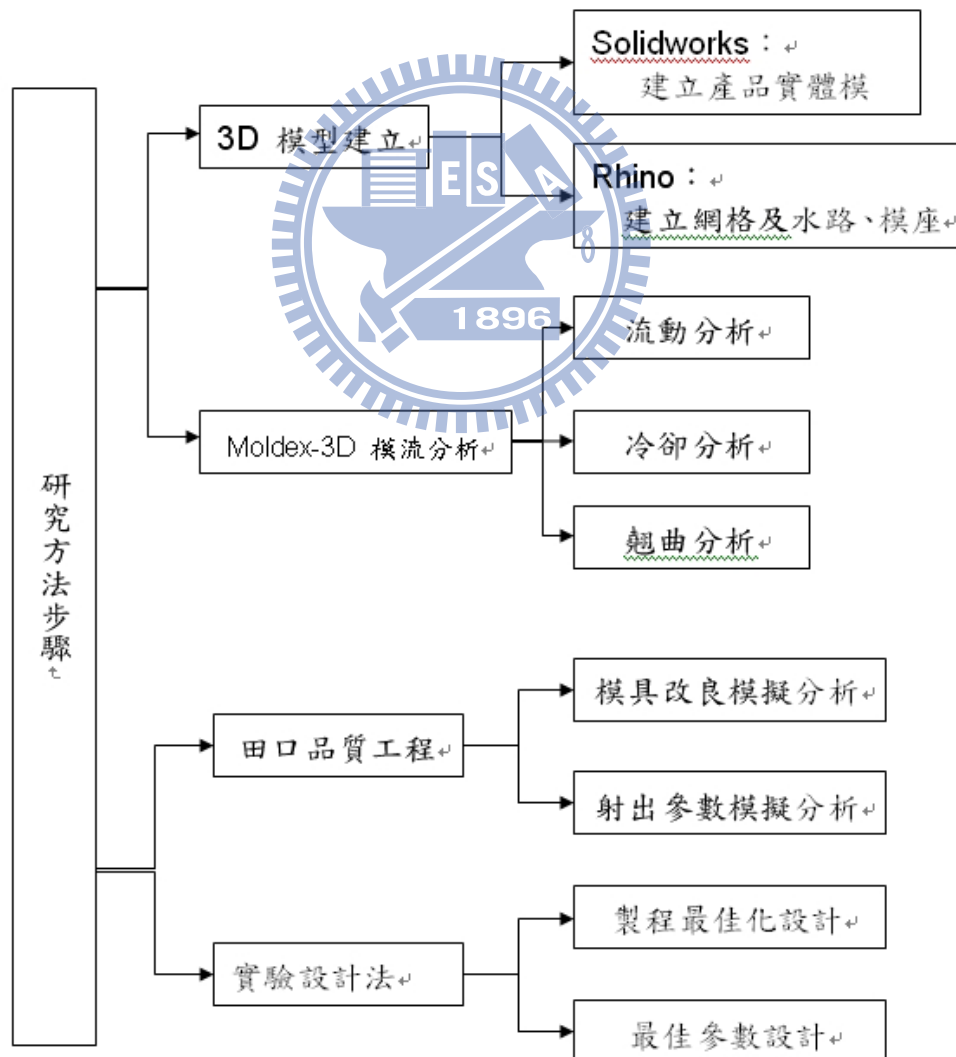 研究方法步驟
3D 模型建立
Solidworks：
建立產品實體模
Rhino：
建立網格及水路、模座
ES
A
1896
Moldex-3D 模流分析
流動分析
冷卻分析
翹曲分析
田口品質工程
模具改良模擬分析
射出參數模擬分析
實驗設計法
製程最佳化設計
最佳參數設計